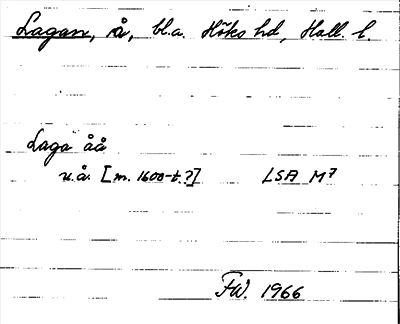 Lagan, å, bl.a. Höks hd, Hall. l.
Laga åå
u.å. [m. 1600-t.?] LSA M7
FW. 1966